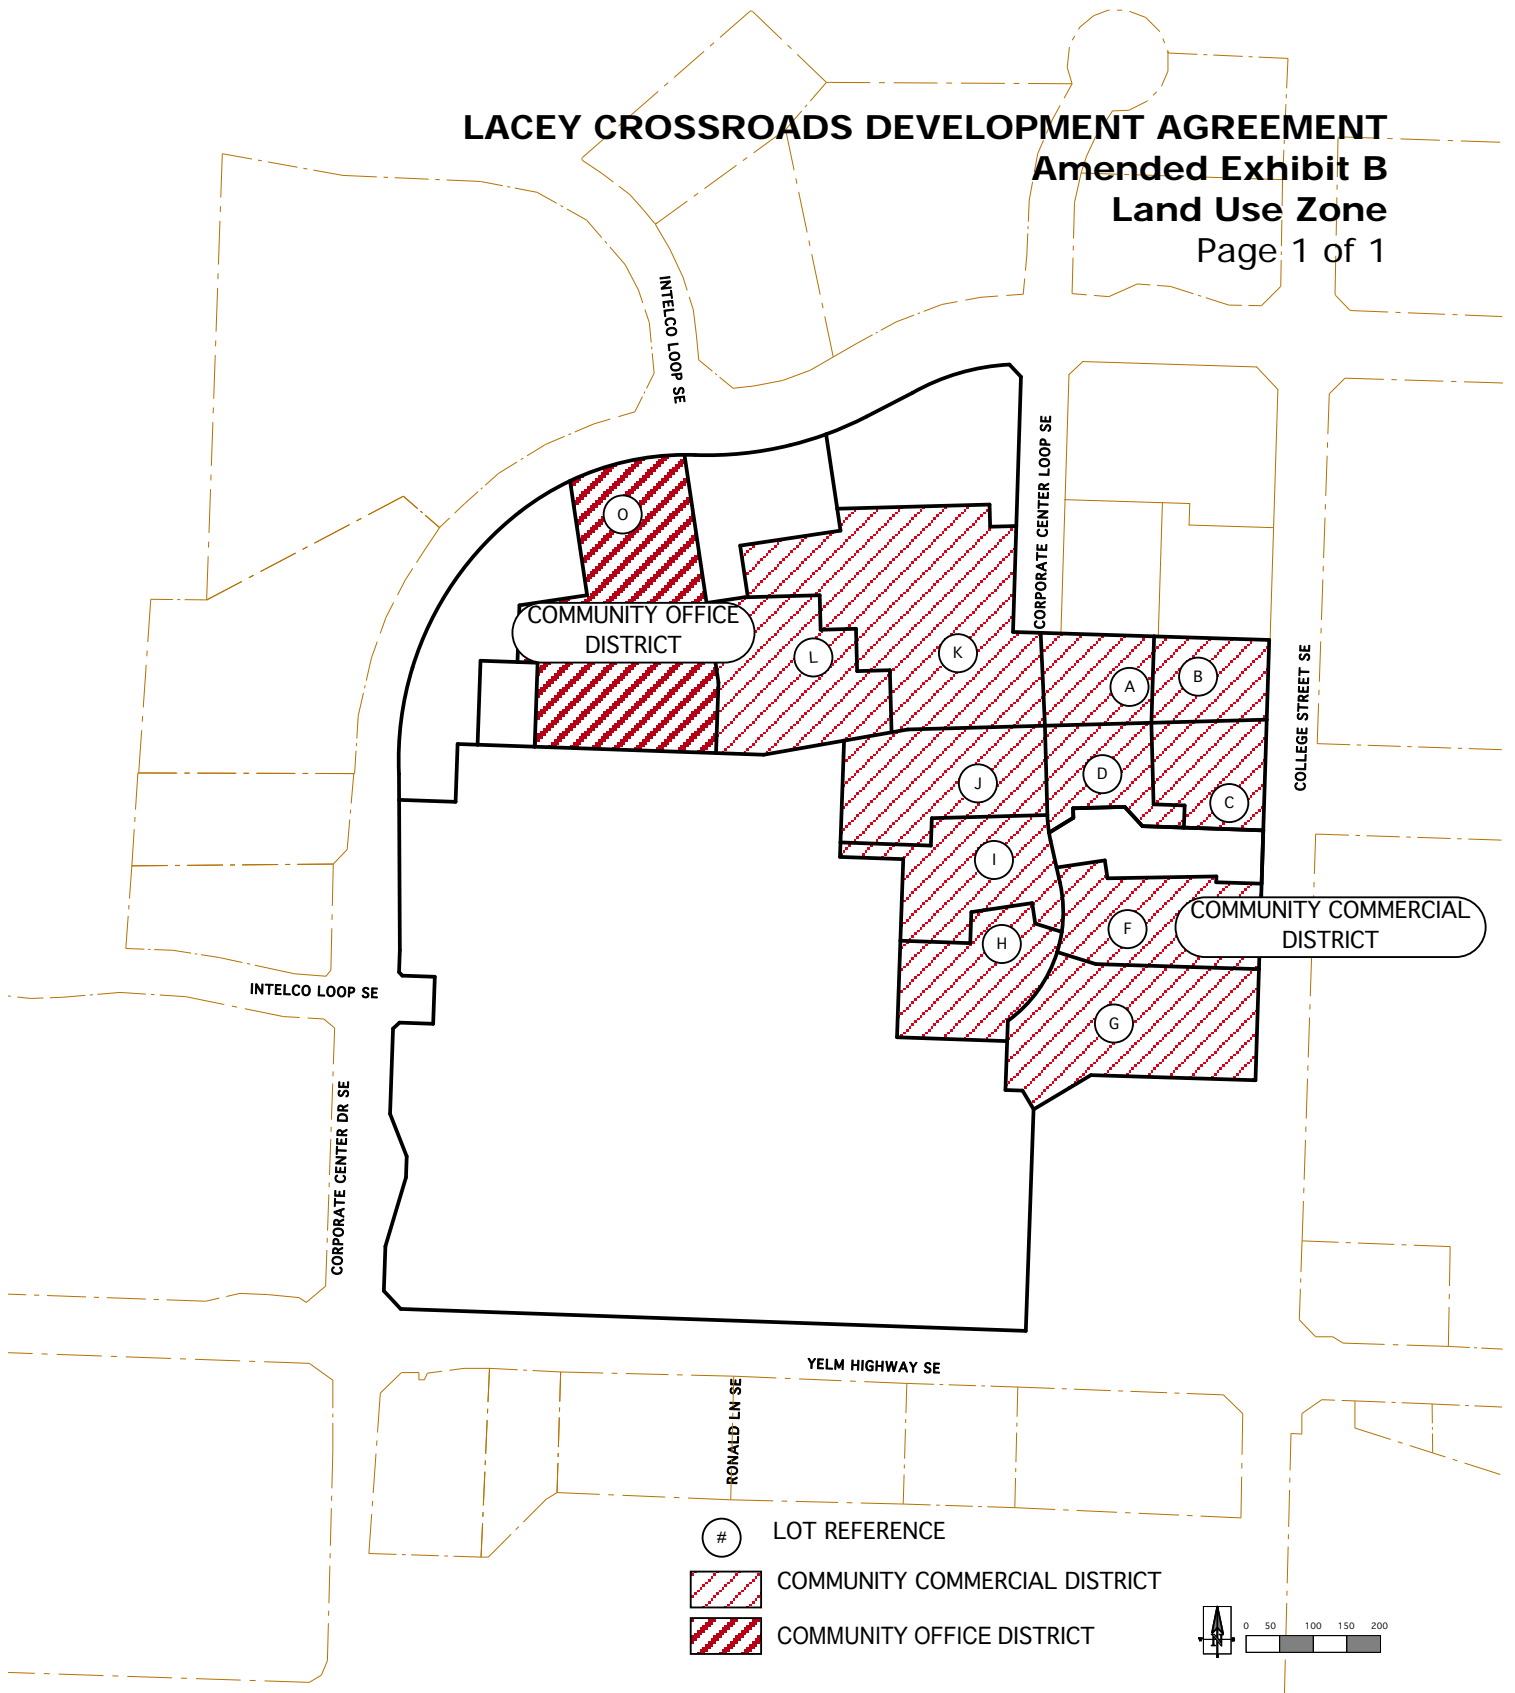 LACEY CROSSROADS DEVELOPMENT AGREEMENT
Amended Exhibit B
Land Use Zone
Page 1 of 1
INTELCO LOOP SE
CORPORATE CENTER LOOP SE
O
COMMUNITY OFFICE
DISTRICT
L
K
A
B
COLLEGE STREET SE
J
D
C
I
COMMUNITY COMMERCIAL
DISTRICT
F
H
INTELCO LOOP SE
G
CORPORATE CENTER DR SE
YELM HIGHWAY SE
RONALD LN SE
# LOT REFERENCE
COMMUNITY COMMERCIAL DISTRICT
COMMUNITY OFFICE DISTRICT
N
0 50 100 150 200